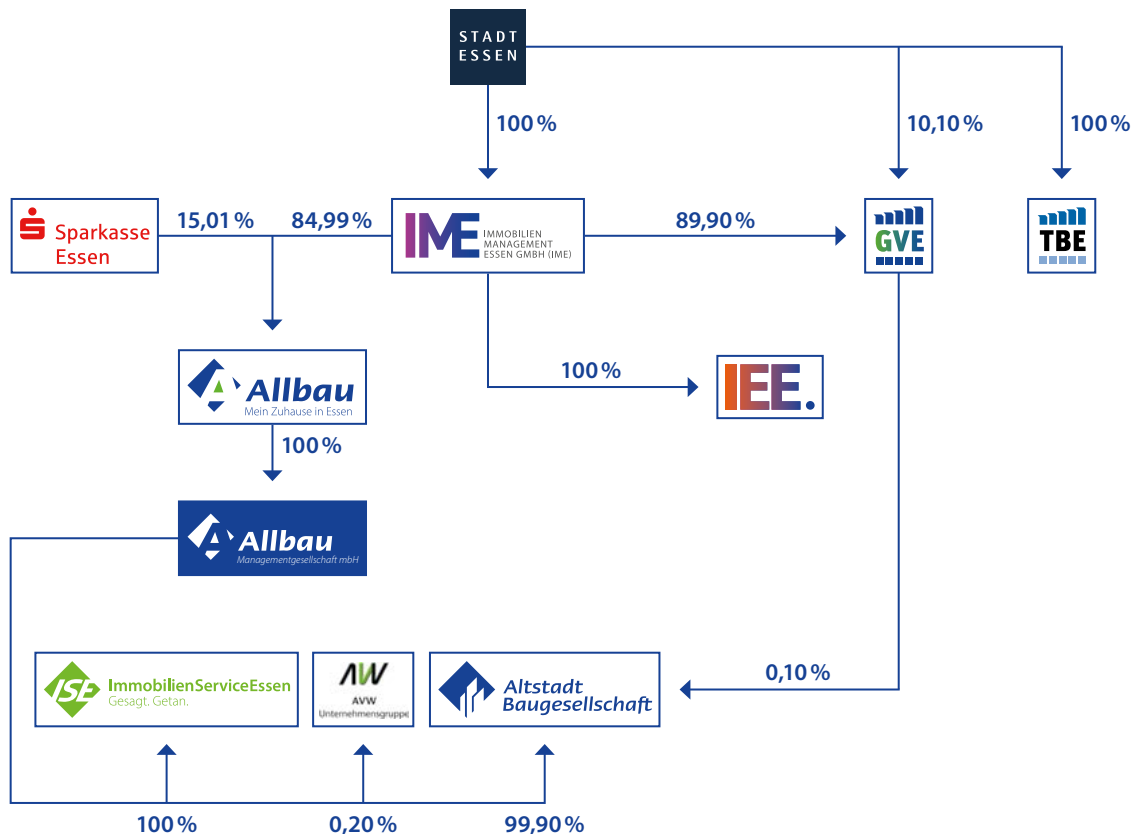 STADT
ESSEN
100 %
10,10 %
100 %
Sparkasse
Essen
15,01 %
84,99 %
IME
IMMOBILIEN
MANAGEMENT
ESSEN GMBH (IME)
89,90 %
GVE
TBE
Allbau
Mein Zuhause in Essen
100 %
IEE.
100 %
Allbau
Managementgesellschaft mbH
ISE
ImmobilienServiceEssen
Gesagt. Getan.
AVW
Unternehmensgruppe
Altstadt
Baugesellschaft
0,10 %
100 %
0,20 %
99,90 %